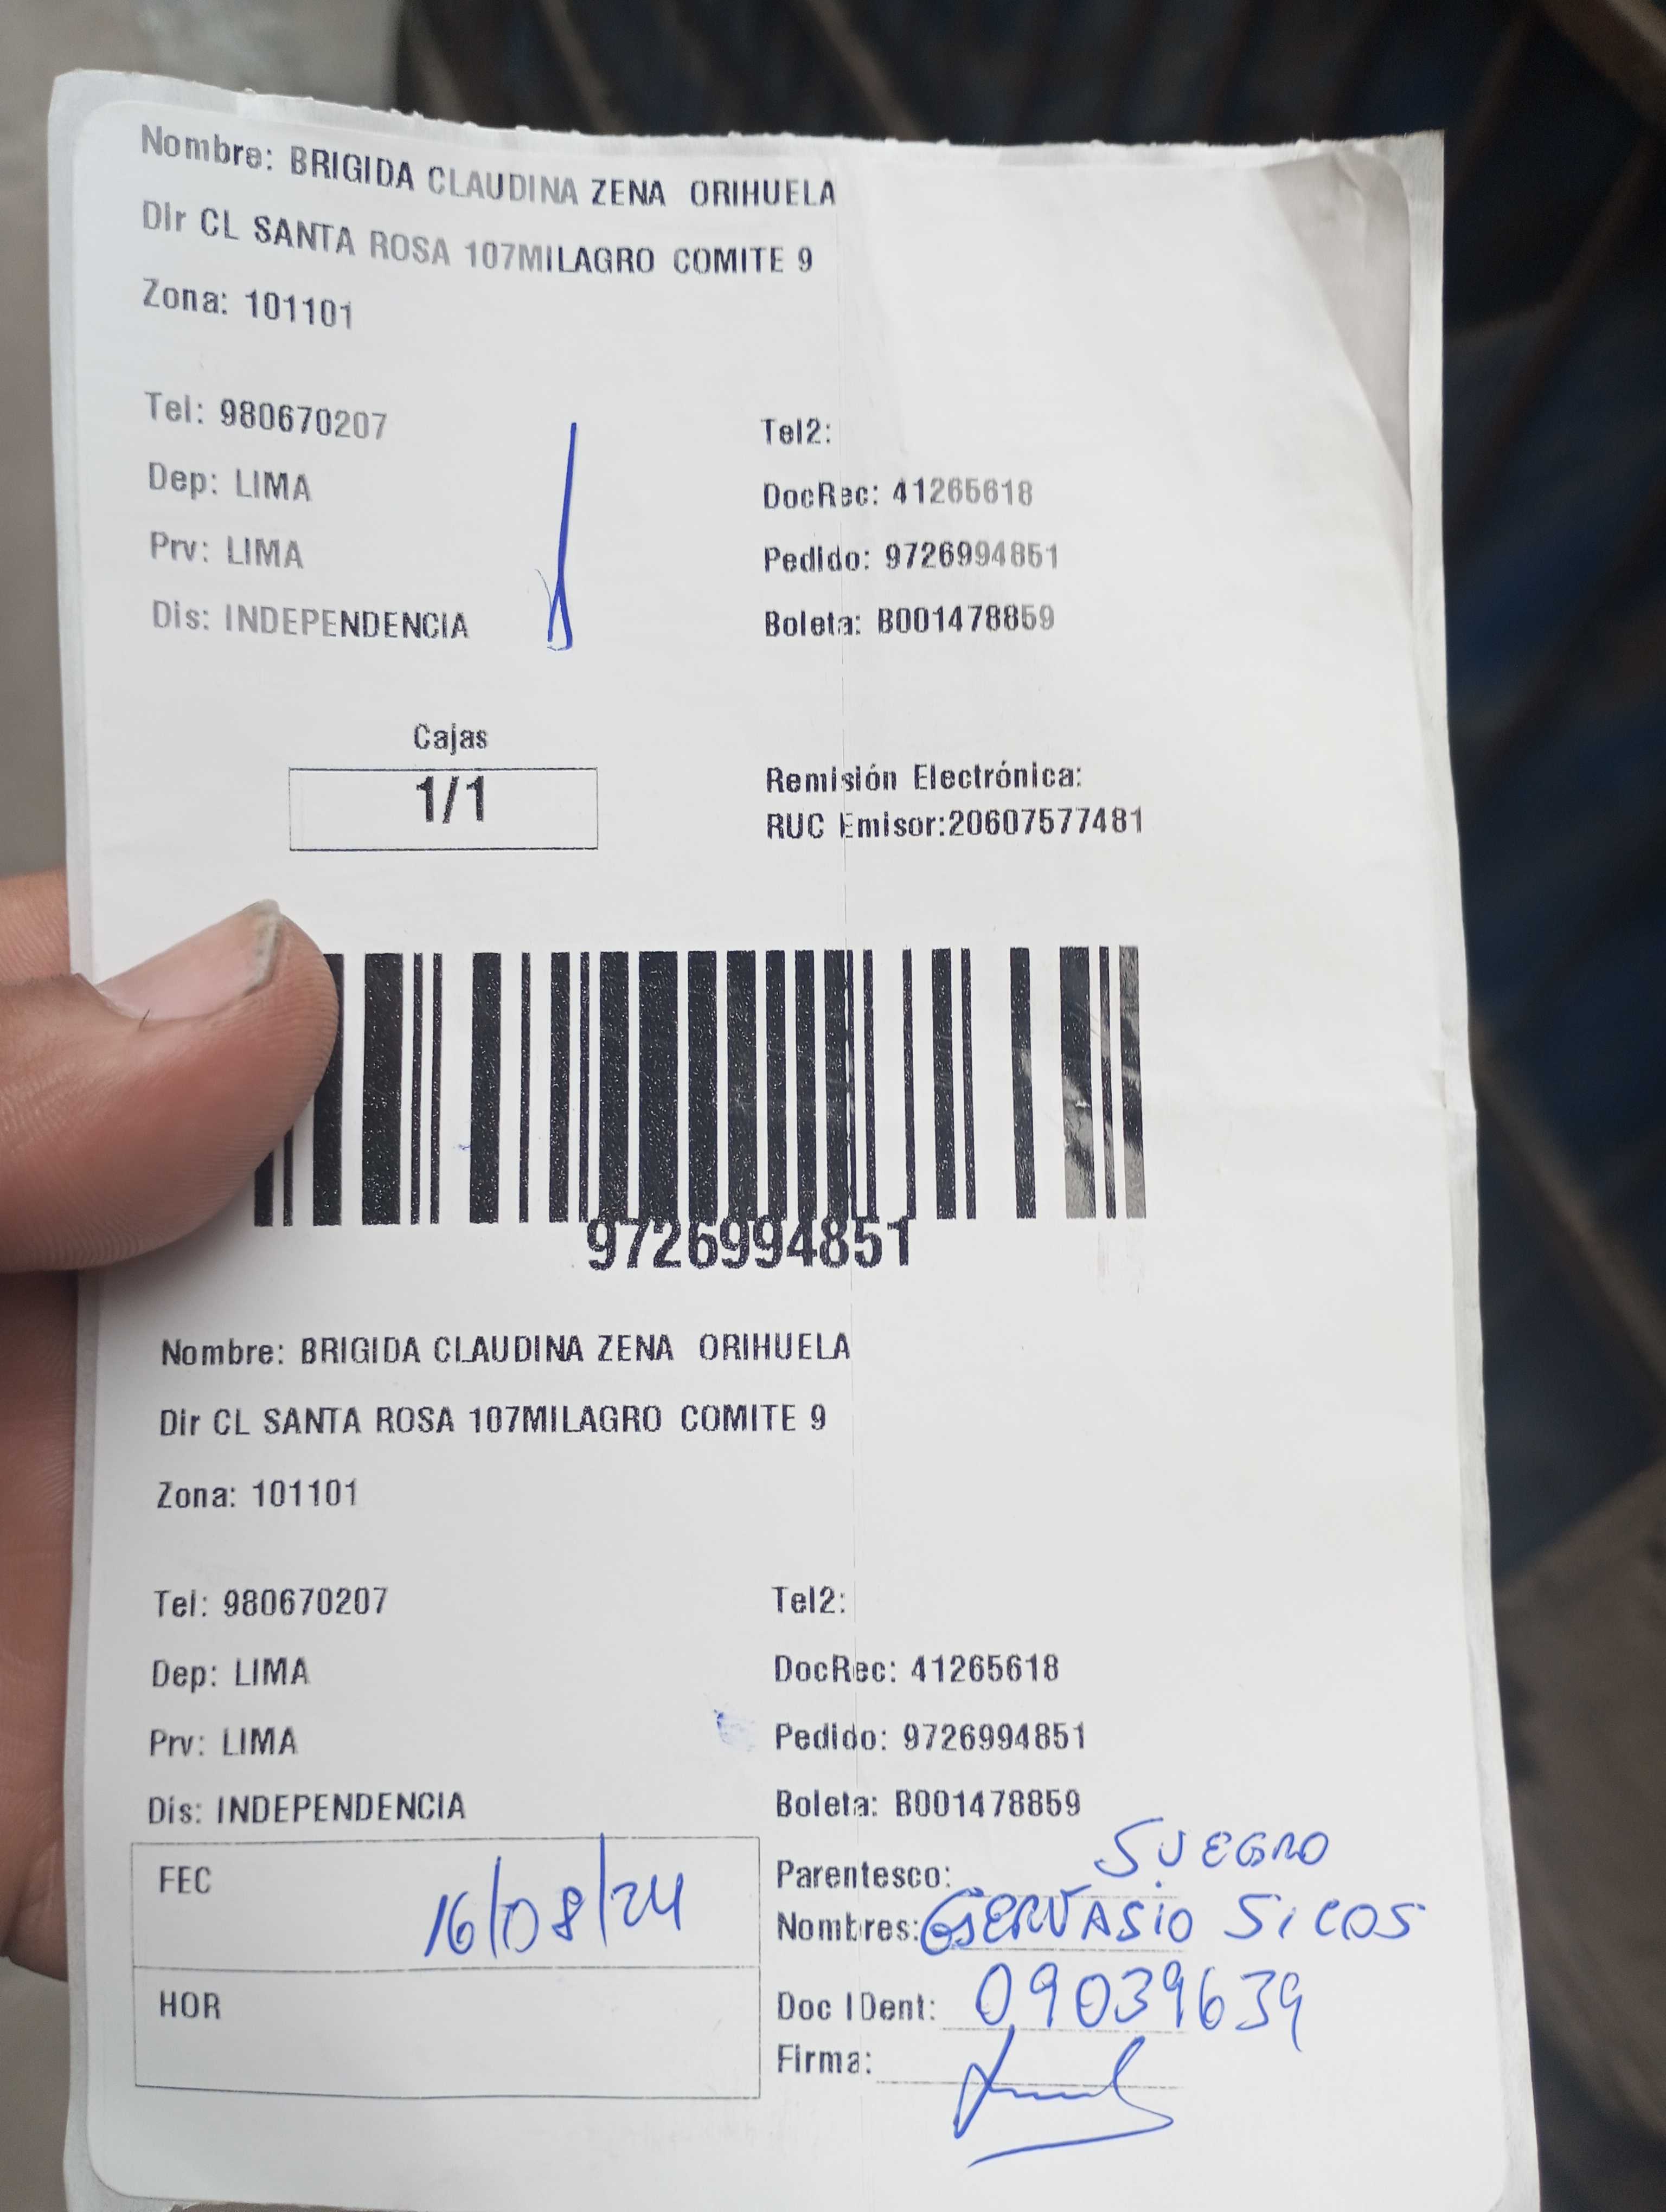 Nombre: BRIGIDA CLAUDINA ZENA ORIHUELA
Dir CL SANTA ROSA 107MILAGRO COMITE 9
Zona: 101101
Tel: 980670207 Tel2:
Dep: LIMA DocRec: 41265618
Prv: LIMA Pedido: 9726994851
Dis: INDEPENDENCIA Boleta: B001478859
Cajas
1/1
Remisión Electrónica:
RUC Emisor:20607577481
9726994851
Nombre: BRIGIDA CLAUDINA ZENA ORIHUELA
Dir CL SANTA ROSA 107MILAGRO COMITE 9
Zona: 101101
Tel: 980670207 Tel2:
Dep: LIMA DocRec: 41265618
Prv: LIMA Pedido: 9726994851
Dis: INDEPENDENCIA Boleta: B001478859
FEC 16/08/24
HOR
Parentesco: SUEGRO
Nombres: GERVASIO SICOS
Doc IDent: 09039639
Firma: